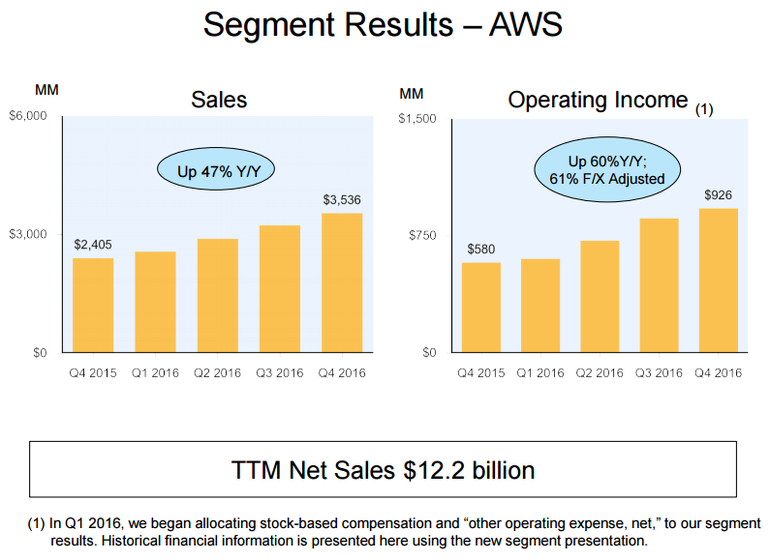 Segment Results – AWS
MM
Sales
$6,000
Up 47% Y/Y
$3,536
$3,000
$2,405
$0
Q4 2015 Q1 2016 Q2 2016 Q3 2016 Q4 2016
MM
Operating Income (1)
$1,500
Up 60%Y/Y;
61% F/X Adjusted
$926
$750
$580
$0
Q4 2015 Q1 2016 Q2 2016 Q3 2016 Q4 2016
TTM Net Sales $12.2 billion
(1) In Q1 2016, we began allocating stock-based compensation and “other operating expense, net,” to our segment
results. Historical financial information is presented here using the new segment presentation.